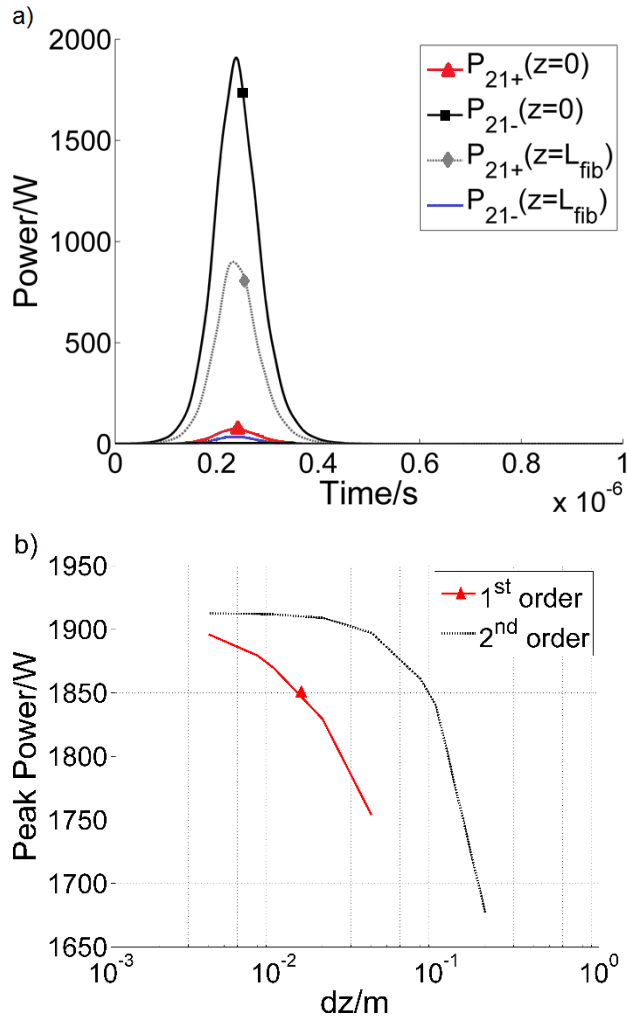 a)
2000
1500
1000
500
0
Power/W
P21+(z=0)
P21-(z=0)
P21+(z=Lfib)
P21-(z=Lfib)
0 0.2 0.4 0.6 0.8 1
Time/s
x 10^-6
b)
1950
1900
1850
1800
1750
1700
1650
Peak Power/W
1st order
2nd order
10^-3 10^-2 10^-1 10^0
dz/m